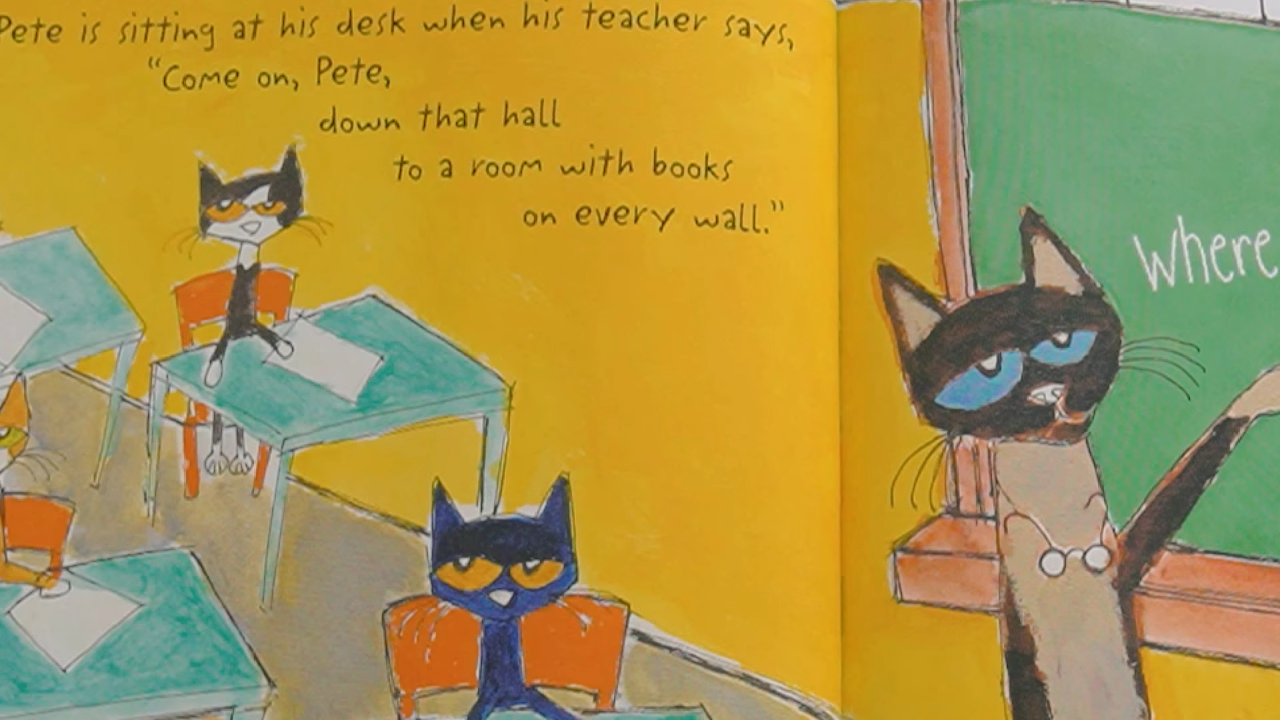 Pete is sitting at his desk when his teacher says,
"Come on, Pete,
down that hall
to a room with books
on every wall."
Where